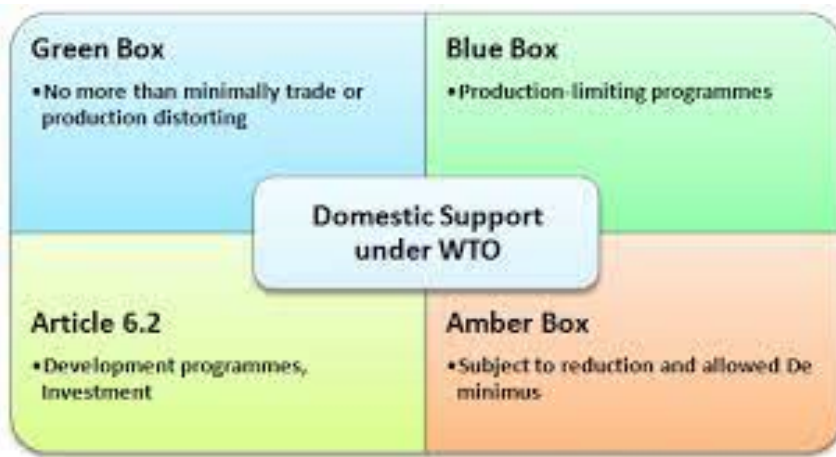 Green Box
•No more than minimally trade or
production distorting
Blue Box
•Production-limiting programmes
Domestic Support
under WTO
Article 6.2
•Development programmes,
Investment
Amber Box
•Subject to reduction and allowed De
minimus